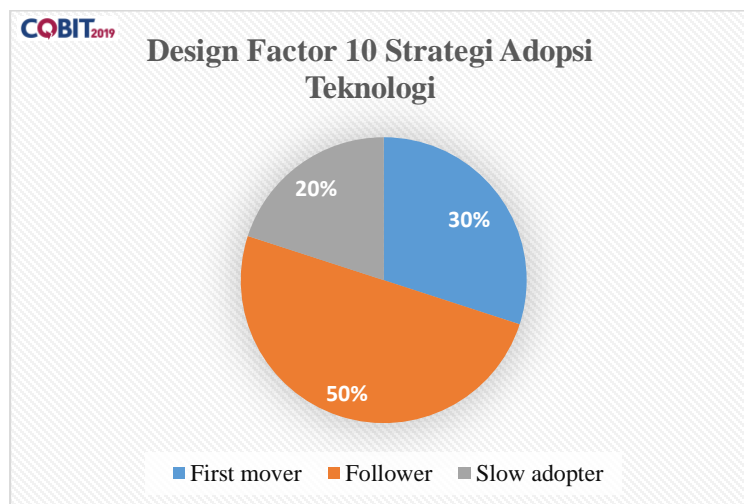 COBIT2019
Design Factor 10 Strategi Adopsi
Teknologi
20%
30%
50%
First mover
Follower
Slow adopter